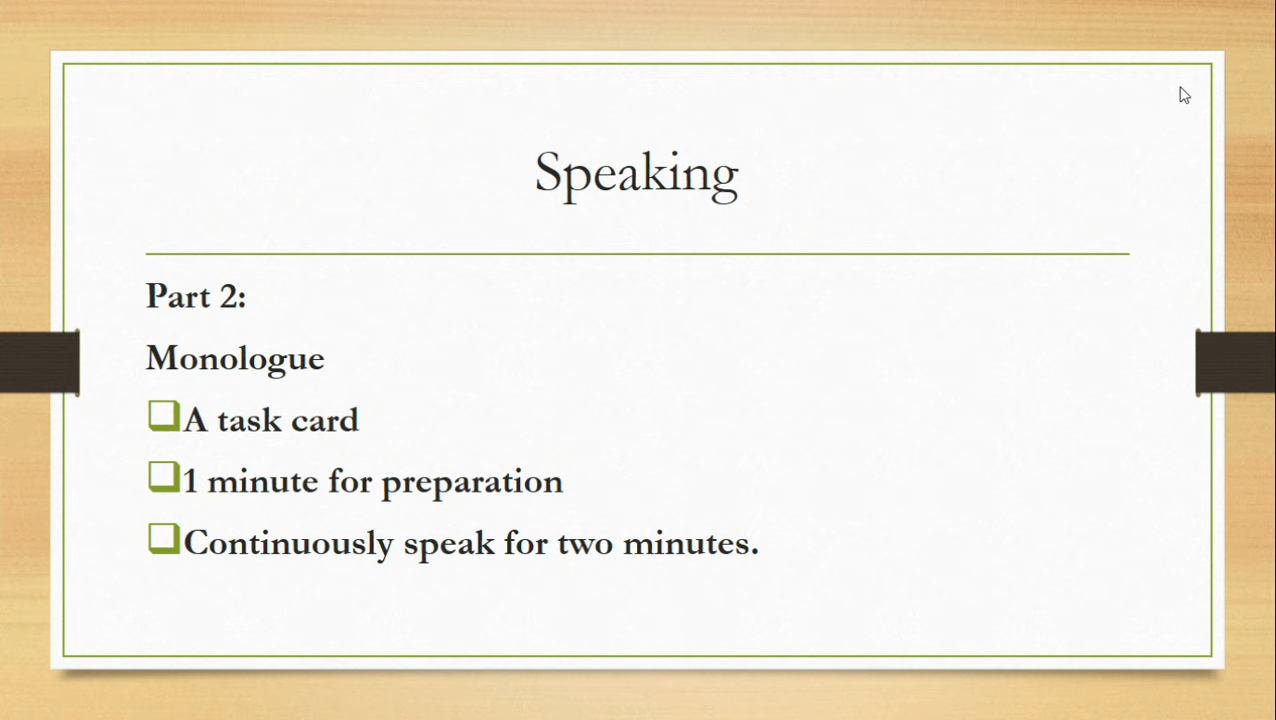 Speaking
Part 2:
Monologue
A task card
1 minute for preparation
Continuously speak for two minutes.